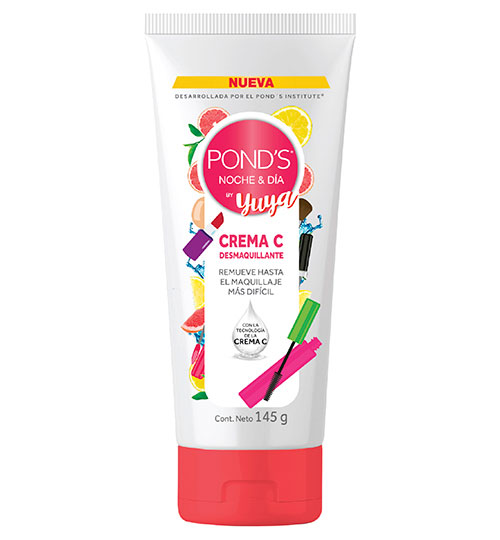 NUEVA
DESARROLLADA POR EL POND'S INSTITUTE®
POND'S®
NOCHE & DÍA
BY Yuya
CREMA C
DESMAQUILLANTE
REMUEVE HASTA
EL MAQUILLAJE
MÁS DIFÍCIL
CON LA
TECNOLOGÍA
DE LA
CREMA C
Cont. Neto 145 g